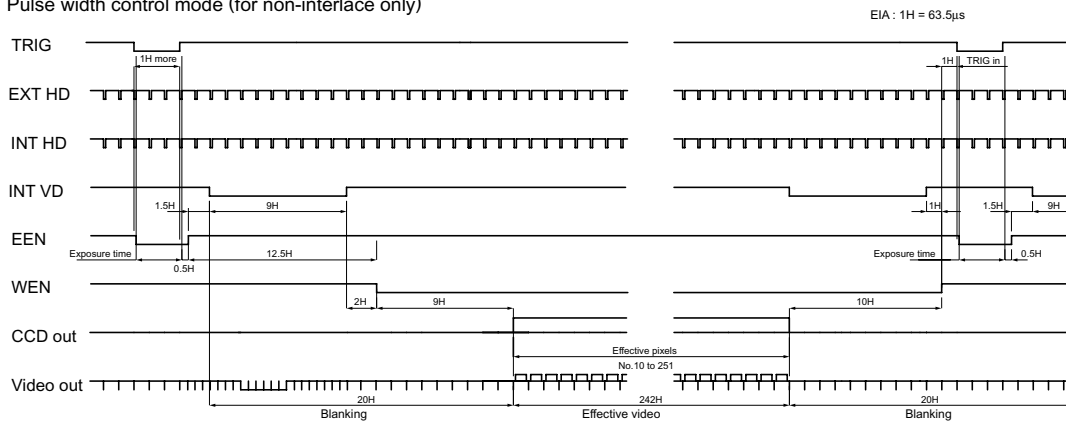 Pulse width control mode (for non-interlace only)
EIA : 1H = 63.5µs
TRIG
1H more
1H
TRIG in
EXT HD
INT HD
INT VD
1.5H
9H
1H
1.5H
9H
EEN
Exposure time
0.5H
12.5H
Exposure time
0.5H
WEN
2H
9H
10H
CCD out
Effective pixels
No.10 to 251
Video out
20H
242H
20H
Blanking
Effective video
Blanking